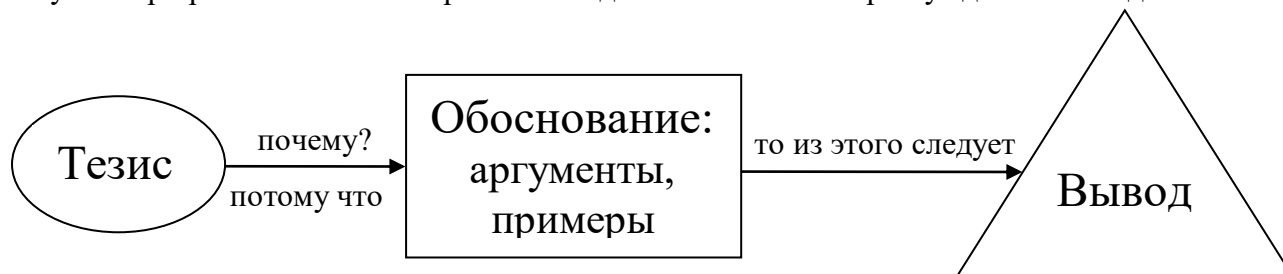 Тезис
почему?
потому что
Обоснование:
аргументы,
примеры
то из этого следует
Вывод